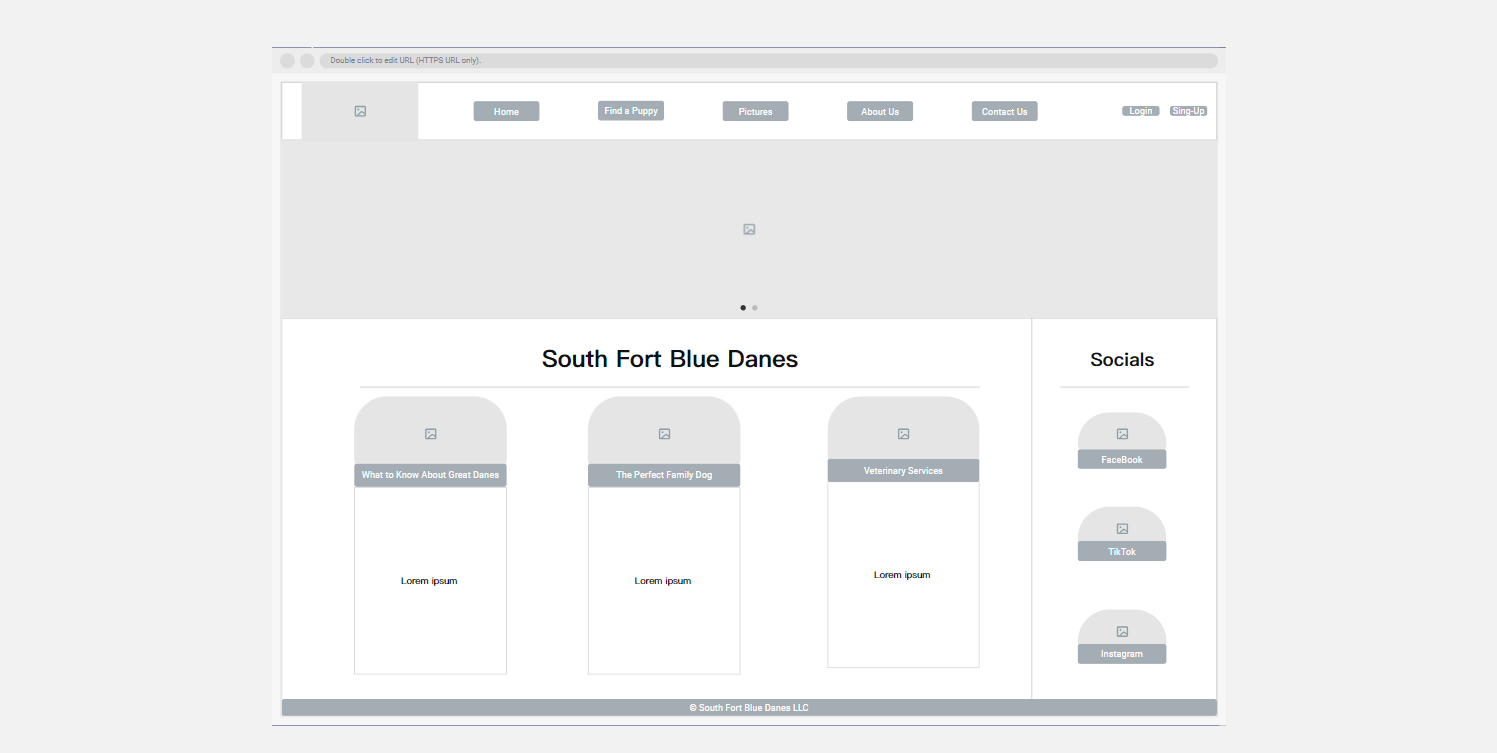 Double click to edit URL (HTTPS URL only).
Home
Find a Puppy
Pictures
About Us
Contact Us
Login
Sing-Up
South Fort Blue Danes
Socials
What to Know About Great Danes
The Perfect Family Dog
Veterinary Services
Lorem ipsum
Lorem ipsum
Lorem ipsum
FaceBook
TikTok
Instagram
© South Fort Blue Danes LLC